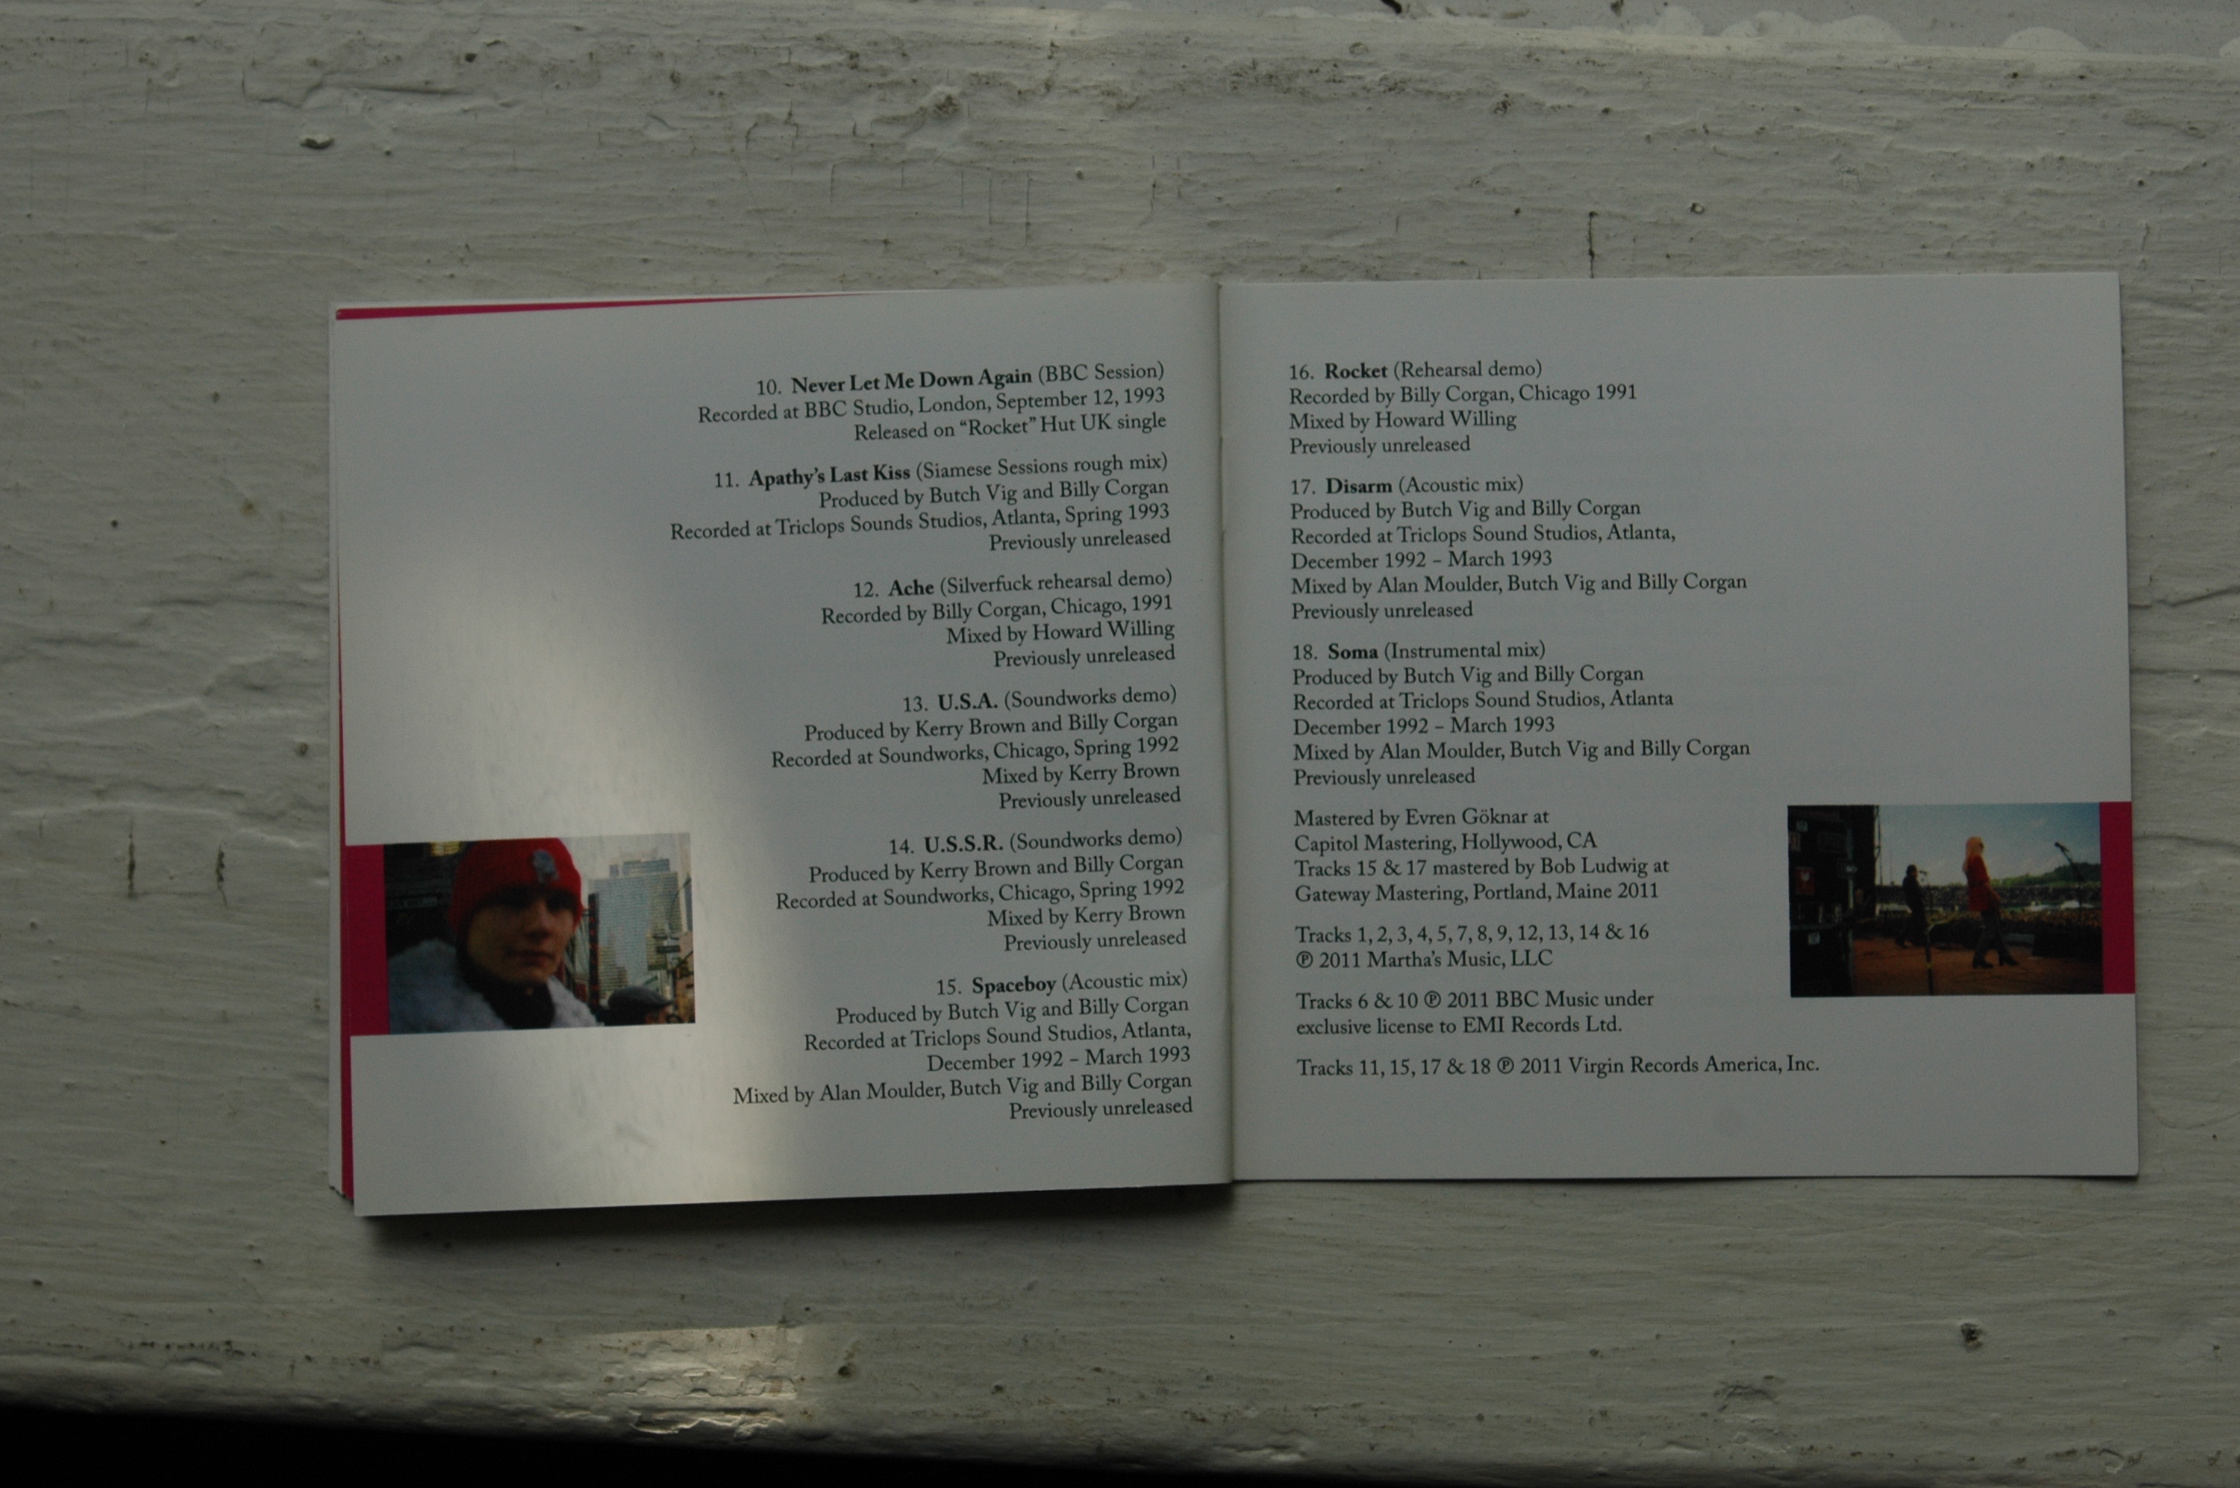 10. Never Let Me Down Again (BBC Session)
Recorded at BBC Studio, London, September 12, 1993
Released on “Rocket” Hut UK single
11. Apathy’s Last Kiss (Siamese Sessions rough mix)
Produced by Butch Vig and Billy Corgan
Recorded at Triclops Sounds Studios, Atlanta, Spring 1993
Previously unreleased
12. Ache (Silverfuck rehearsal demo)
Recorded by Billy Corgan, Chicago, 1991
Mixed by Howard Willing
Previously unreleased
13. U.S.A. (Soundworks demo)
Produced by Kerry Brown and Billy Corgan
Recorded at Soundworks, Chicago, Spring 1992
Mixed by Kerry Brown
Previously unreleased
14. U.S.S.R. (Soundworks demo)
Produced by Kerry Brown and Billy Corgan
Recorded at Soundworks, Chicago, Spring 1992
Mixed by Kerry Brown
Previously unreleased
15. Spaceboy (Acoustic mix)
Produced by Butch Vig and Billy Corgan
Recorded at Triclops Sound Studios, Atlanta,
December 1992 – March 1993
Mixed by Alan Moulder, Butch Vig and Billy Corgan
Previously unreleased
16. Rocket (Rehearsal demo)
Recorded by Billy Corgan, Chicago 1991
Mixed by Howard Willing
Previously unreleased
17. Disarm (Acoustic mix)
Produced by Butch Vig and Billy Corgan
Recorded at Triclops Sound Studios, Atlanta,
December 1992 – March 1993
Mixed by Alan Moulder, Butch Vig and Billy Corgan
Previously unreleased
18. Soma (Instrumental mix)
Produced by Butch Vig and Billy Corgan
Recorded at Triclops Sound Studios, Atlanta
December 1992 – March 1993
Mixed by Alan Moulder, Butch Vig and Billy Corgan
Previously unreleased
Mastered by Evren Göknar at
Capitol Mastering, Hollywood, CA
Tracks 15 & 17 mastered by Bob Ludwig at
Gateway Mastering, Portland, Maine 2011
Tracks 1, 2, 3, 4, 5, 7, 8, 9, 12, 13, 14 & 16
℗ 2011 Martha’s Music, LLC
Tracks 6 & 10 ℗ 2011 BBC Music under
exclusive license to EMI Records Ltd.
Tracks 11, 15, 17 & 18 ℗ 2011 Virgin Records America, Inc.